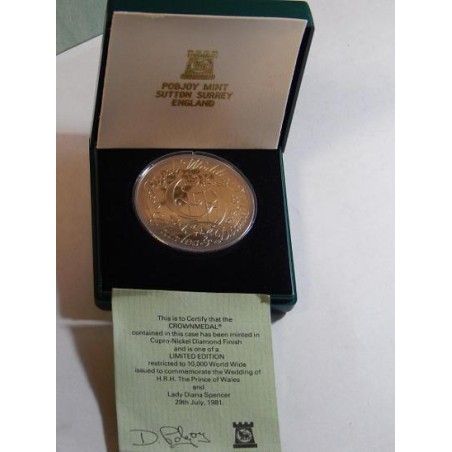 POBJOY MINT
SUTTON SURREY
ENGLAND
This is to Certify that the
CROWNMEDAL®
contained in this case has been minted in
Cupro-Nickel Diamond Finish
and is one of a
LIMITED EDITION
restricted to 10,000 World Wide
issued to commemorate the Wedding of
H.R.H. The Prince of Wales
and
Lady Diana Spencer
29th July, 1981.
D. Pobjoy